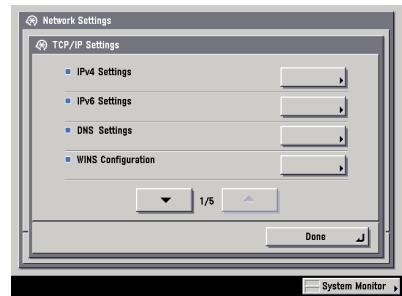 Network Settings
TCP/IP Settings
IPv4 Settings
IPv6 Settings
DNS Settings
WINS Configuration
1/5
Done
System Monitor